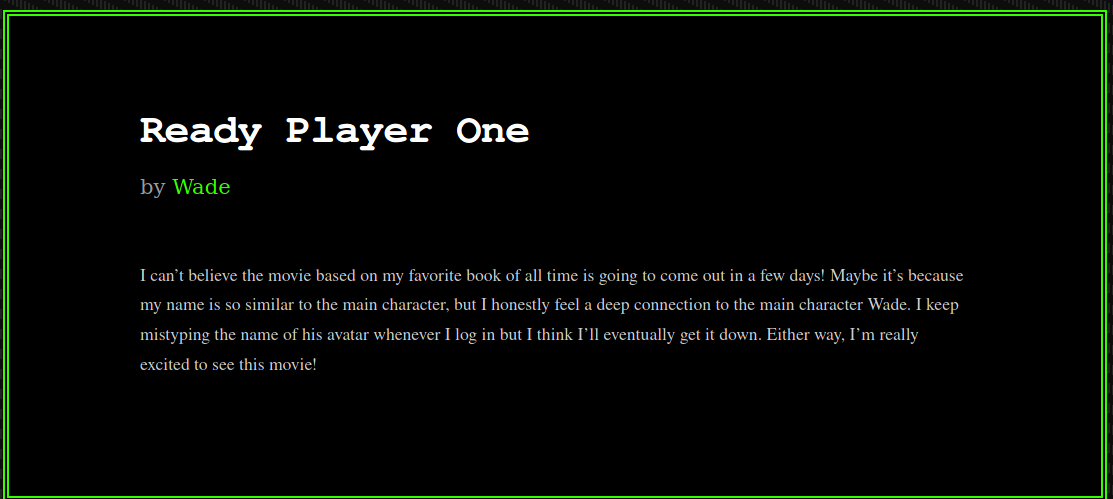 Ready Player One
by Wade
I can’t believe the movie based on my favorite book of all time is going to come out in a few days! Maybe it’s because
my name is so similar to the main character, but I honestly feel a deep connection to the main character Wade. I keep
mistyping the name of his avatar whenever I log in but I think I’ll eventually get it down. Either way, I’m really
excited to see this movie!